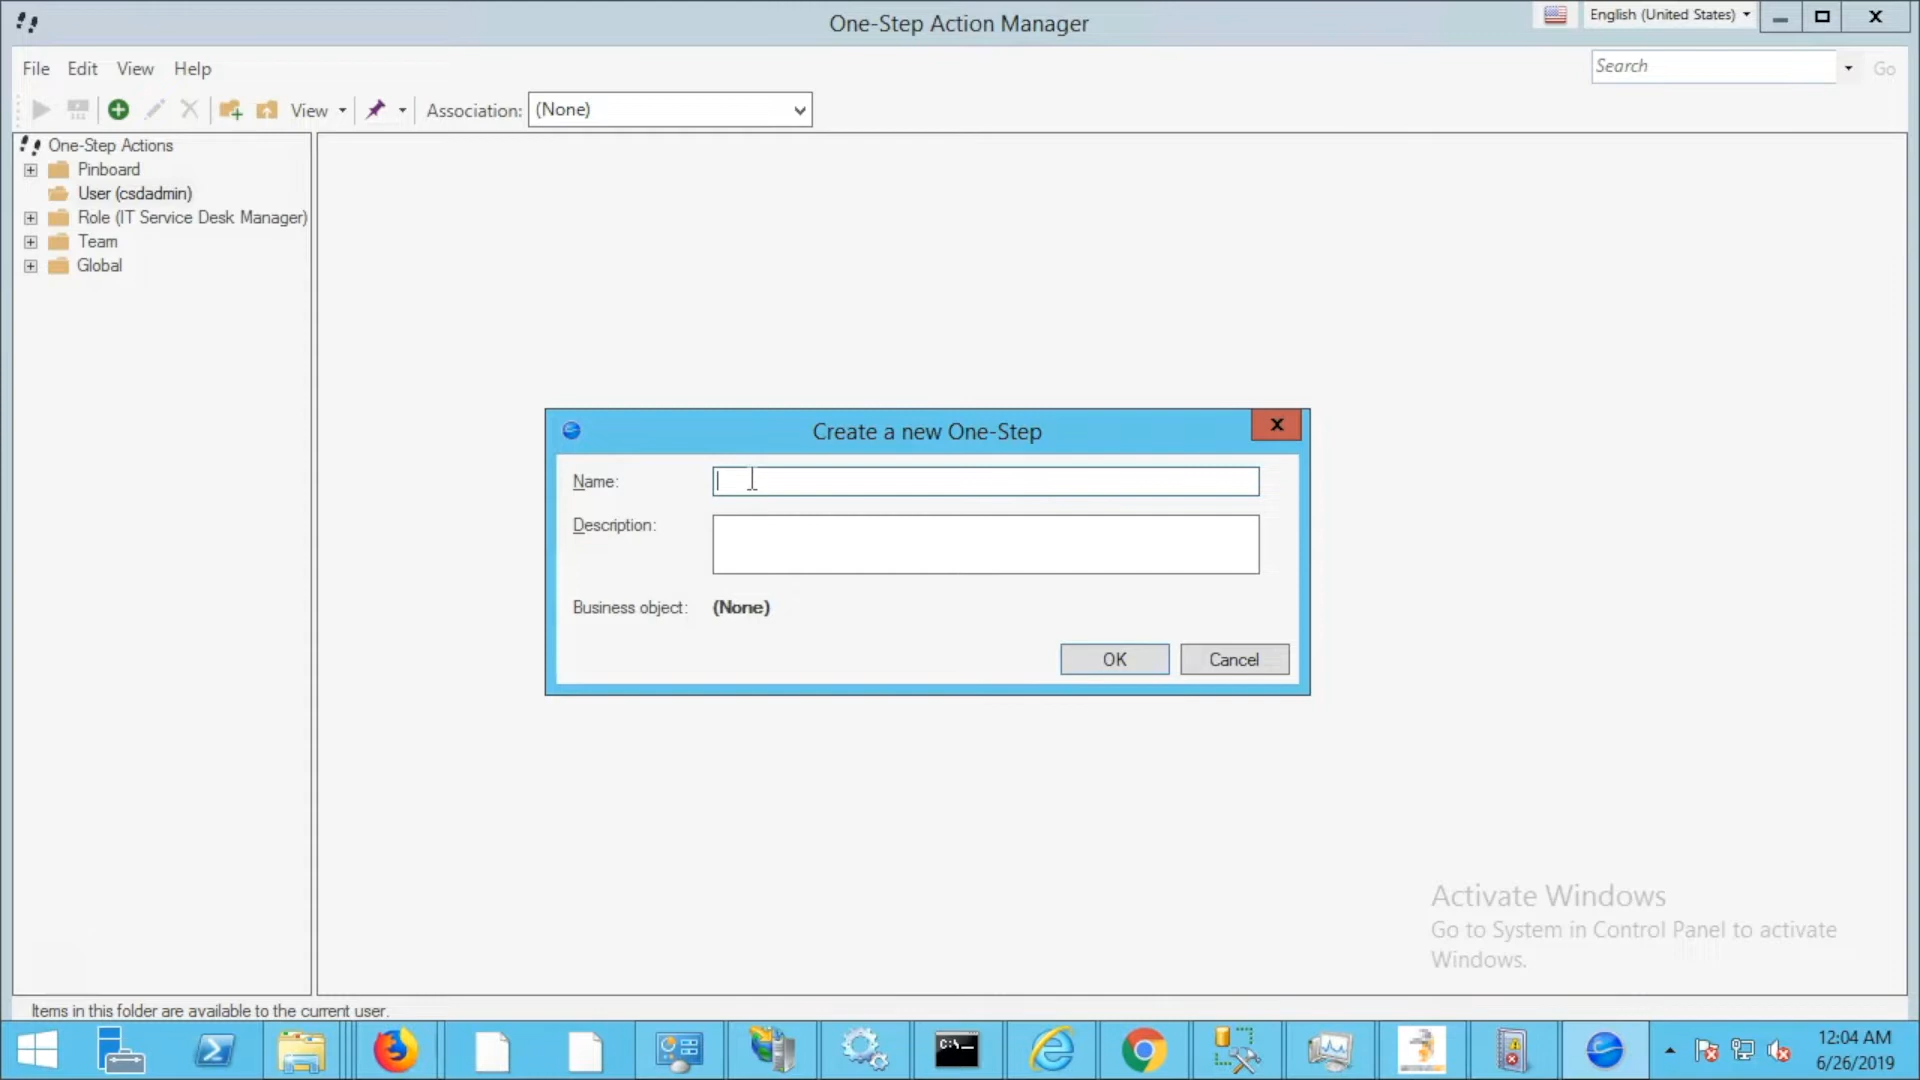 One-Step Action Manager
English (United States)
File Edit View Help
Search
Go
View
Association: (None)
One-Step Actions
Pinboard
User (csdadmin)
Role (IT Service Desk Manager)
Team
Global
Create a new One-Step
Name:
Description:
Business object: (None)
OK Cancel
Activate Windows
Go to System in Control Panel to activate
Windows.
Items in this folder are available to the current user.
C:\._
12:04 AM
6/26/2019